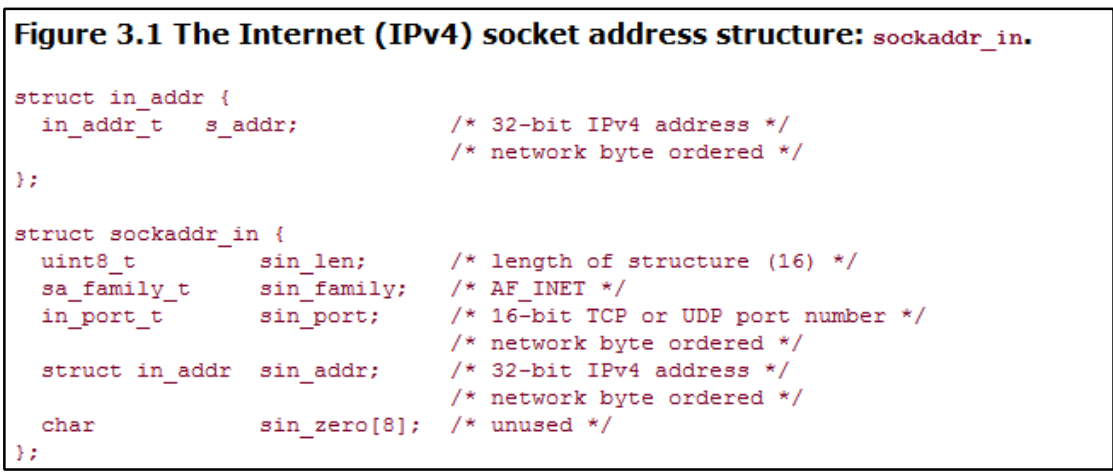 Figure 3.1 The Internet (IPv4) socket address structure: sockaddr_in.
struct in_addr {
  in_addr_t   s_addr;           /* 32-bit IPv4 address */
                                /* network byte ordered */
};
struct sockaddr_in {
  uint8_t         sin_len;      /* length of structure (16) */
  sa_family_t     sin_family;   /* AF_INET */
  in_port_t       sin_port;     /* 16-bit TCP or UDP port number */
                                /* network byte ordered */
  struct in_addr  sin_addr;     /* 32-bit IPv4 address */
                                /* network byte ordered */
  char            sin_zero[8];  /* unused */
};